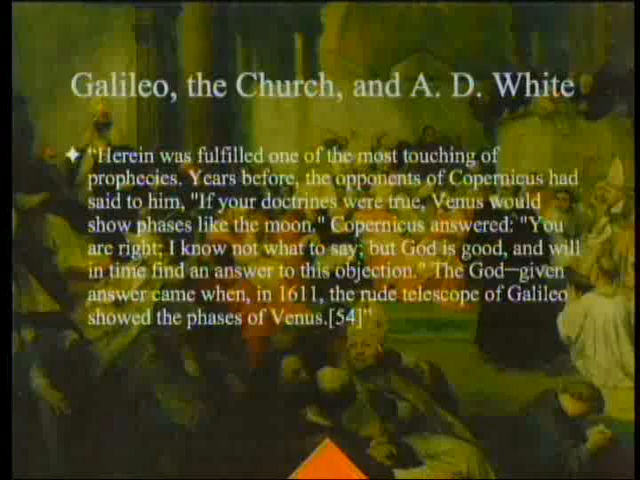 Galileo, the Church, and A. D. White
"Herein was fulfilled one of the most touching of
prophecies. Years before, the opponents of Copernicus had
said to him, "If your doctrines were true, Venus would
show phases like the moon." Copernicus answered: "You
are right; I know not what to say; but God is good, and will
in time find an answer to this objection." The God—given
answer came when, in 1611, the rude telescope of Galileo
showed the phases of Venus.[54]"